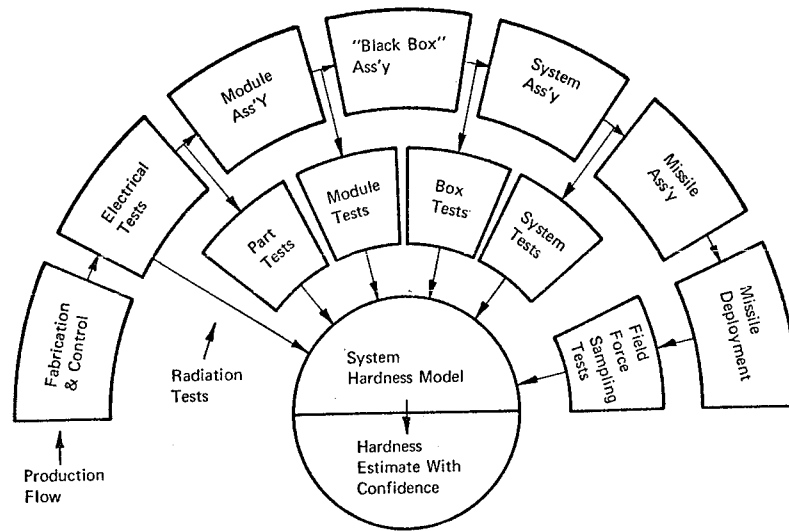 Fabrication
& Control
Electrical
Tests
Module
Ass'Y
"Black Box"
Ass'y
System
Ass'y
Missile
Ass'y
Missile
Deployment
Part
Tests
Module
Tests
Box
Tests
System
Tests
Field
Force
Sampling
Tests
Radiation
Tests
Production
Flow
System
Hardness Model
Hardness
Estimate With
Confidence